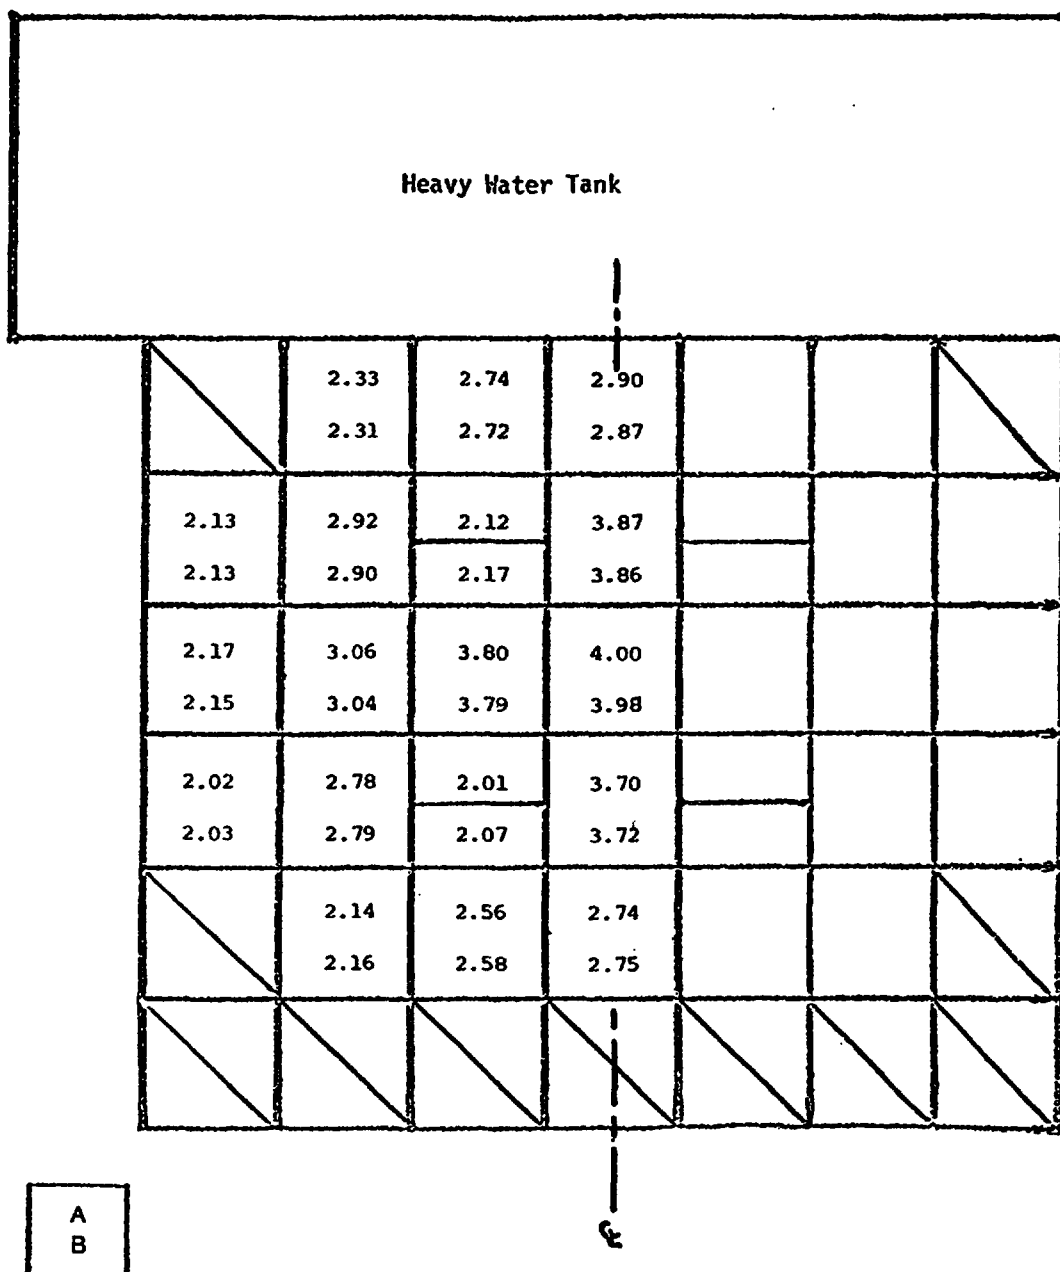 Heavy Water Tank
2.33 2.74 2.90
2.31 2.72 2.87
2.13 2.92 2.12 3.87
2.13 2.90 2.17 3.86
2.17 3.06 3.80 4.00
2.15 3.04 3.79 3.98
2.02 2.78 2.01 3.70
2.03 2.79 2.07 3.72
2.14 2.56 2.74
2.16 2.58 2.75
℄
A
B